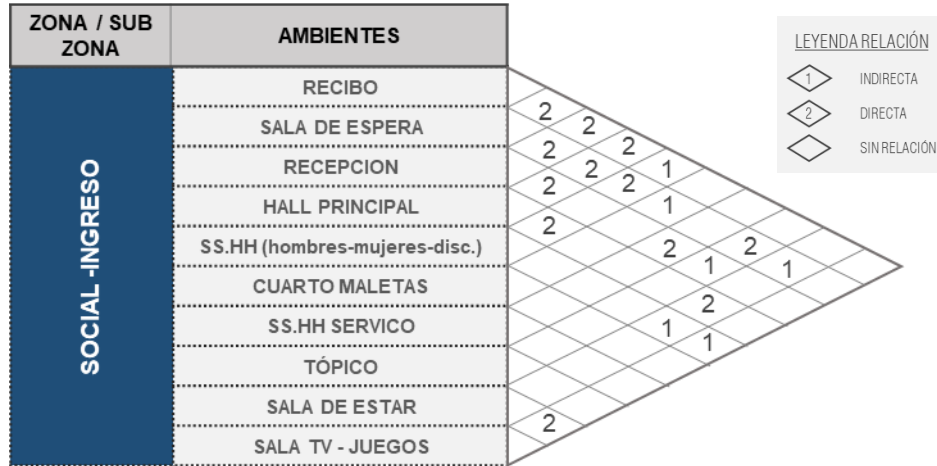 ZONA / SUB
ZONA
AMBIENTES
SOCIAL -INGRESO
RECIBO
SALA DE ESPERA
RECEPCION
HALL PRINCIPAL
SS.HH (hombres-mujeres-disc.)
CUARTO MALETAS
SS.HH SERVICO
TÓPICO
SALA DE ESTAR
SALA TV - JUEGOS
2
2
2
2
2
1
2
2
1
2
2
2
1
1
2
1
1
2
LEYENDA RELACIÓN
1 INDIRECTA
2 DIRECTA
SIN RELACIÓN